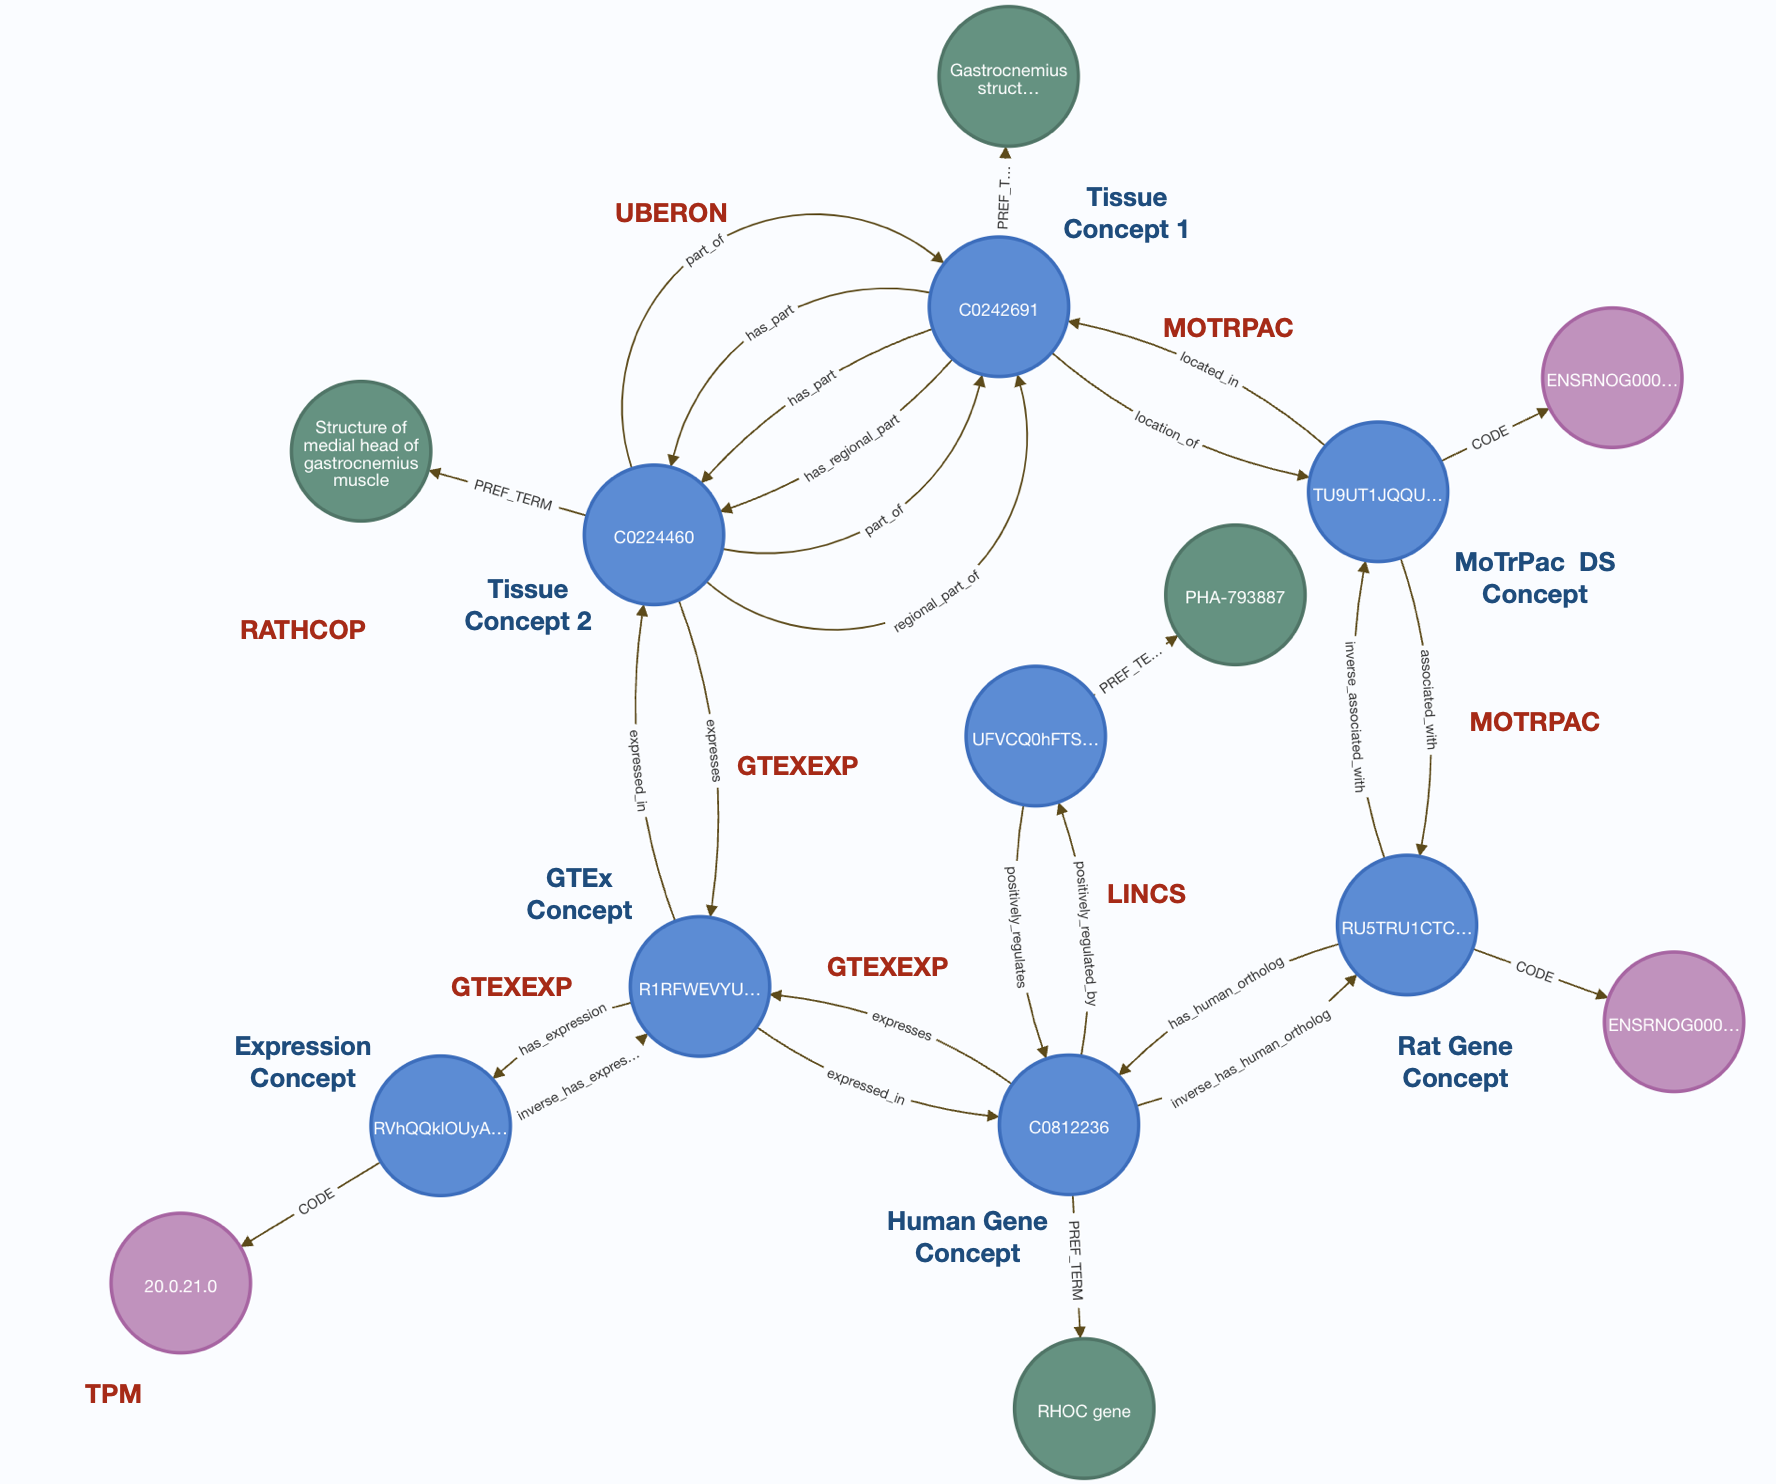 Gastrocnemius
struct…
PREF_T…
Tissue
Concept 1
UBERON
part_of
C0242691
has_part
has_part
has_regional_part
part_of
regional_part_of
MOTRPAC
located_in
location_of
ENSRNOG000…
CODE
TU9UT1JQQU…
MoTrPac DS
Concept
Structure of
medial head of
gastrocnemius
muscle
PREF_TERM
C0224460
Tissue
Concept 2
RATHCOP
PHA-793887
PREF_TE…
UFVCQ0hFTS…
inverse_associated_with
associated_with
MOTRPAC
expressed_in
expresses
GTEXEXP
GTEx
Concept
positively_regulates
positively_regulated_by
LINCS
RU5TRU1CTC…
CODE
ENSRNOG000…
Rat Gene
Concept
has_human_ortholog
inverse_has_human_ortholog
GTEXEXP
GTEXEXP
R1RFWEVYU…
expresses
expressed_in
has_expression
inverse_has_expres…
Expression
Concept
RVhQQklOUyA…
CODE
20.0.21.0
TPM
C0812236
Human Gene
Concept
PREF_TERM
RHOC gene